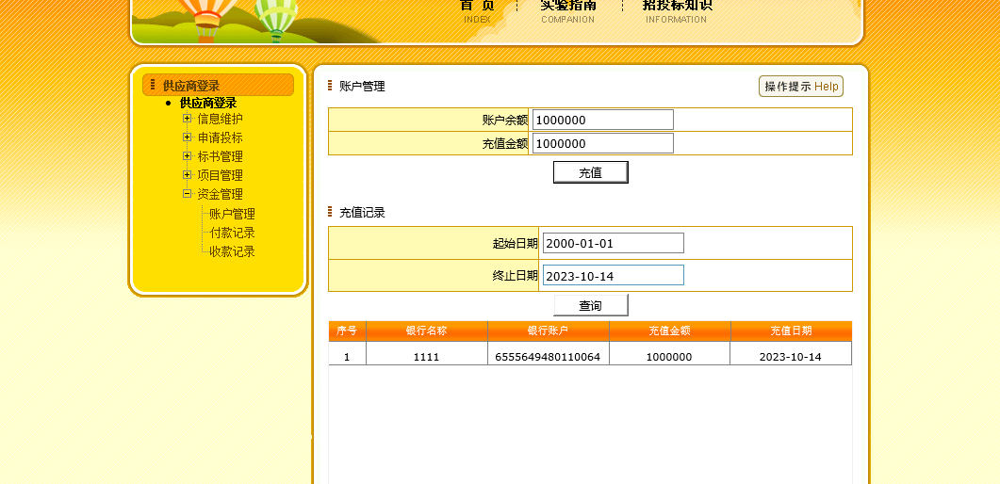 首 页 实验指南 招投标知识
INDEX COMPANION INFORMATION
供应商登录
供应商登录
信息维护
申请投标
标书管理
项目管理
资金管理
账户管理
付款记录
收款记录
账户管理 操作提示 Help
账户余额 1000000
充值金额 1000000
充值
充值记录
起始日期 2000-01-01
终止日期 2023-10-14
查询
序号 银行名称 银行账户 充值金额 充值日期
1 1111 6555649480110064 1000000 2023-10-14